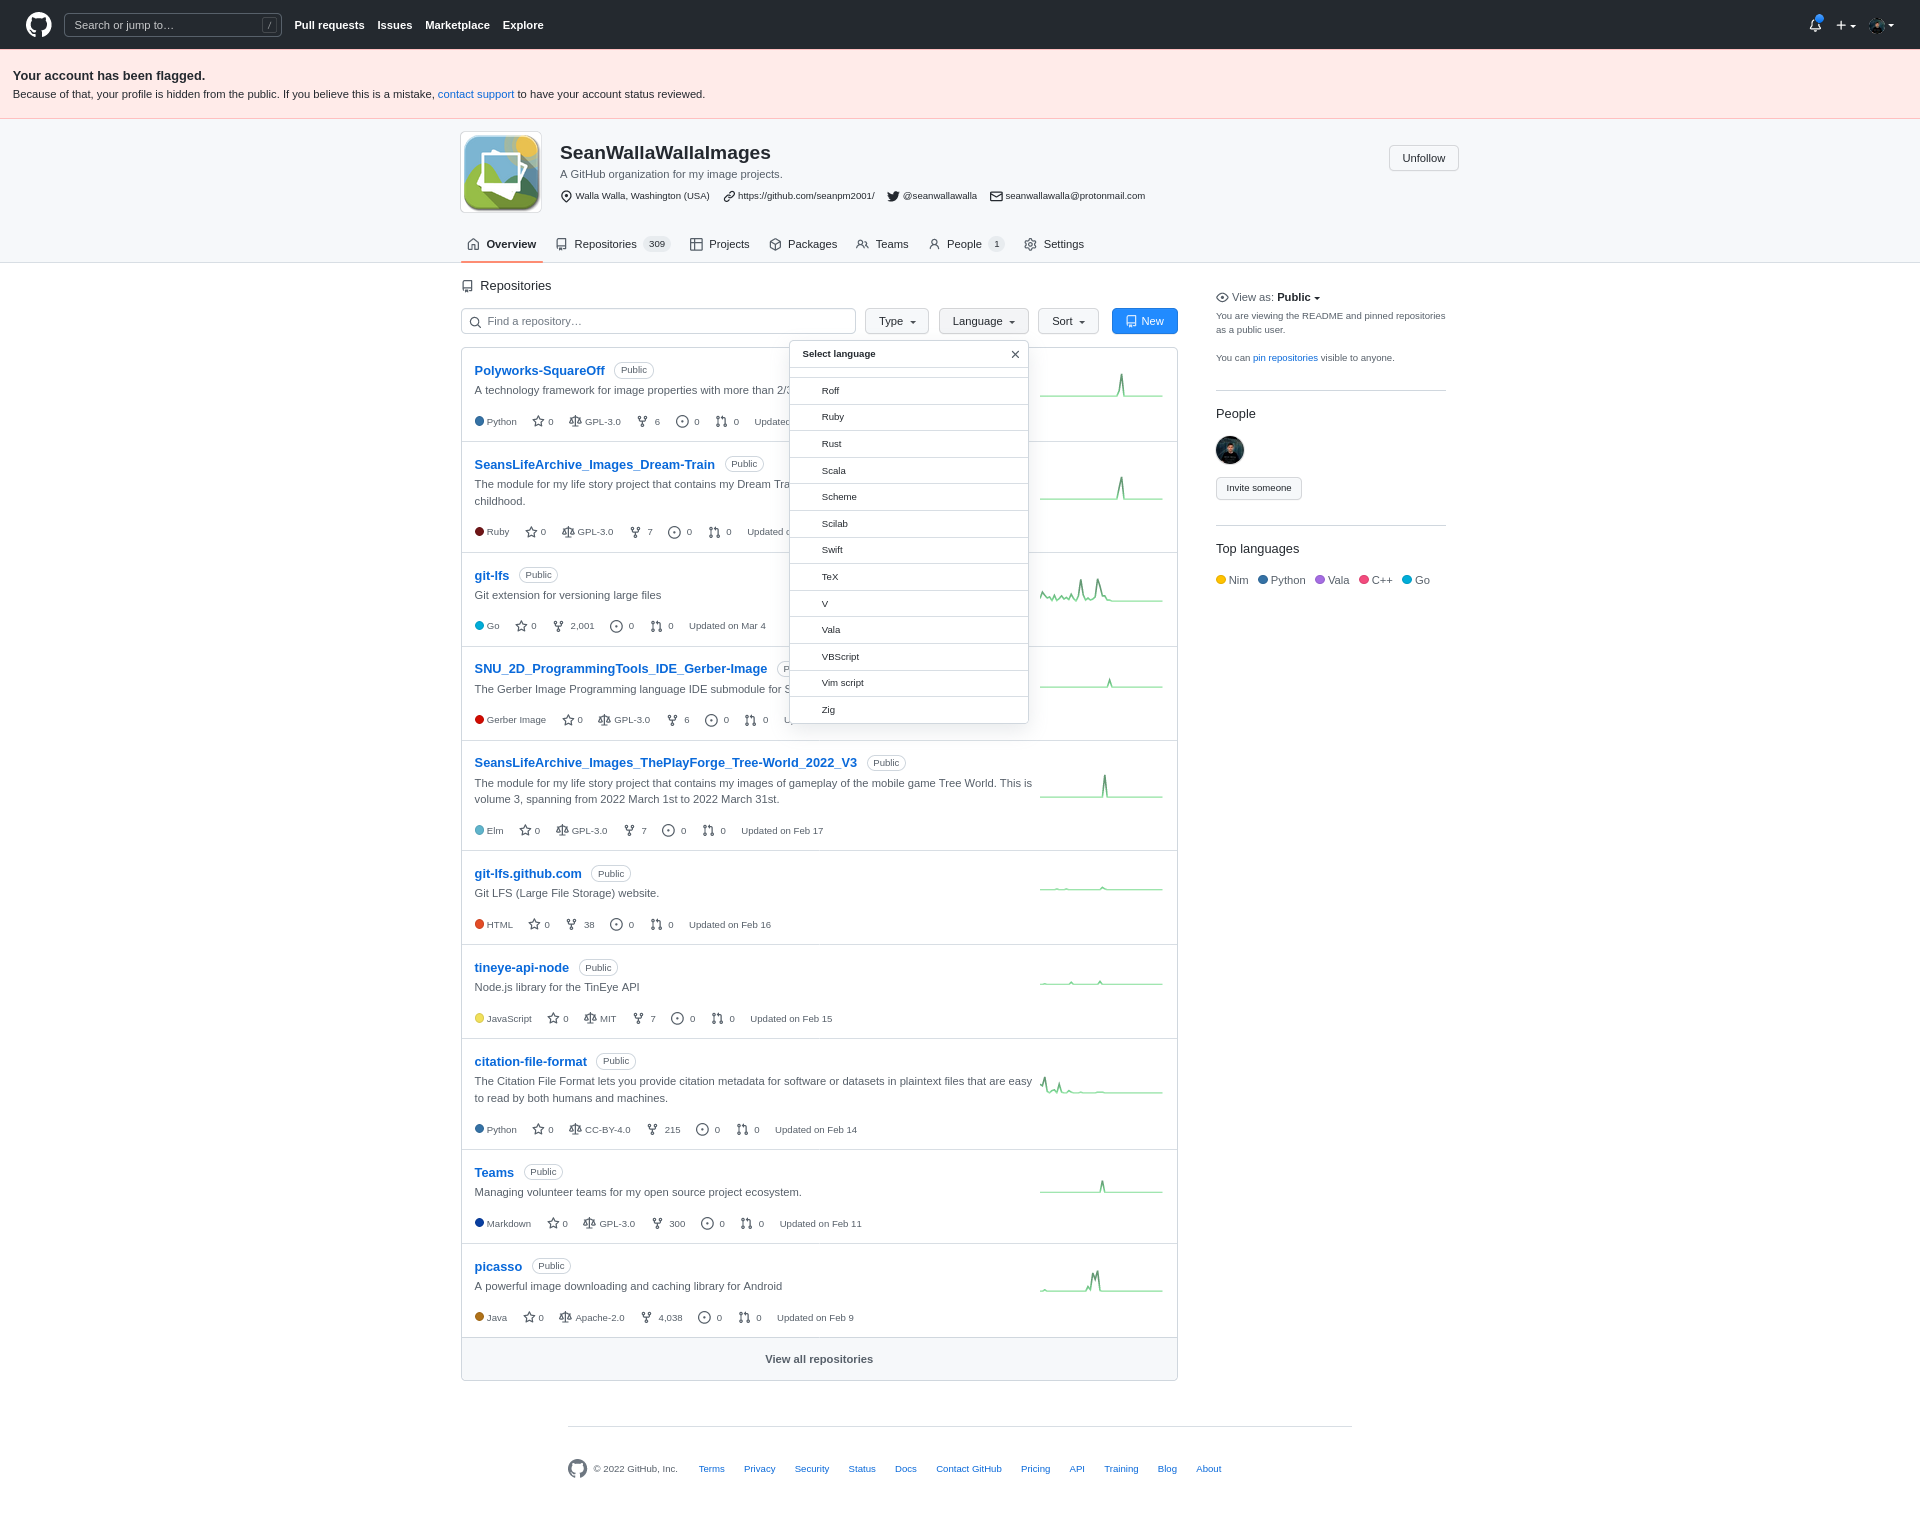 Search or jump to…
/
Pull requests
Issues
Marketplace
Explore
Your account has been flagged.
Because of that, your profile is hidden from the public. If you believe this is a mistake, contact support to have your account status reviewed.
SeanWallaWallaImages
A GitHub organization for my image projects.
Walla Walla, Washington (USA)
https://github.com/seanpm2001/
@seanwallawalla
seanwallawalla@protonmail.com
Unfollow
Overview
Repositories 309
Projects
Packages
Teams
People 1
Settings
Repositories
Find a repository…
Type
Language
Sort
New
Select language
Roff
Ruby
Rust
Scala
Scheme
Scilab
Swift
TeX
V
Vala
VBScript
Vim script
Zig
Polyworks-SquareOff Public
A technology framework for image properties with more than 2/3
Python 0 GPL-3.0 6 0 0 Updated
SeansLifeArchive_Images_Dream-Train Public
The module for my life story project that contains my Dream Tra
childhood.
Ruby 0 GPL-3.0 7 0 0 Updated
git-lfs Public
Git extension for versioning large files
Go 0 2,001 0 0 Updated on Mar 4
SNU_2D_ProgrammingTools_IDE_Gerber-Image
The Gerber Image Programming language IDE submodule for S
Gerber Image 0 GPL-3.0 6 0 0
SeansLifeArchive_Images_ThePlayForge_Tree-World_2022_V3 Public
The module for my life story project that contains my images of gameplay of the mobile game Tree World. This is
volume 3, spanning from 2022 March 1st to 2022 March 31st.
Elm 0 GPL-3.0 7 0 0 Updated on Feb 17
git-lfs.github.com Public
Git LFS (Large File Storage) website.
HTML 0 38 0 0 Updated on Feb 16
tineye-api-node Public
Node.js library for the TinEye API
JavaScript 0 MIT 7 0 0 Updated on Feb 15
citation-file-format Public
The Citation File Format lets you provide citation metadata for software or datasets in plaintext files that are easy
to read by both humans and machines.
Python 0 CC-BY-4.0 215 0 0 Updated on Feb 14
Teams Public
Managing volunteer teams for my open source project ecosystem.
Markdown 0 GPL-3.0 300 0 0 Updated on Feb 11
picasso Public
A powerful image downloading and caching library for Android
Java 0 Apache-2.0 4,038 0 0 Updated on Feb 9
View all repositories
View as: Public
You are viewing the README and pinned repositories
as a public user.
You can pin repositories visible to anyone.
People
Invite someone
Top languages
Nim Python Vala C++ Go
© 2022 GitHub, Inc.
Terms
Privacy
Security
Status
Docs
Contact GitHub
Pricing
API
Training
Blog
About